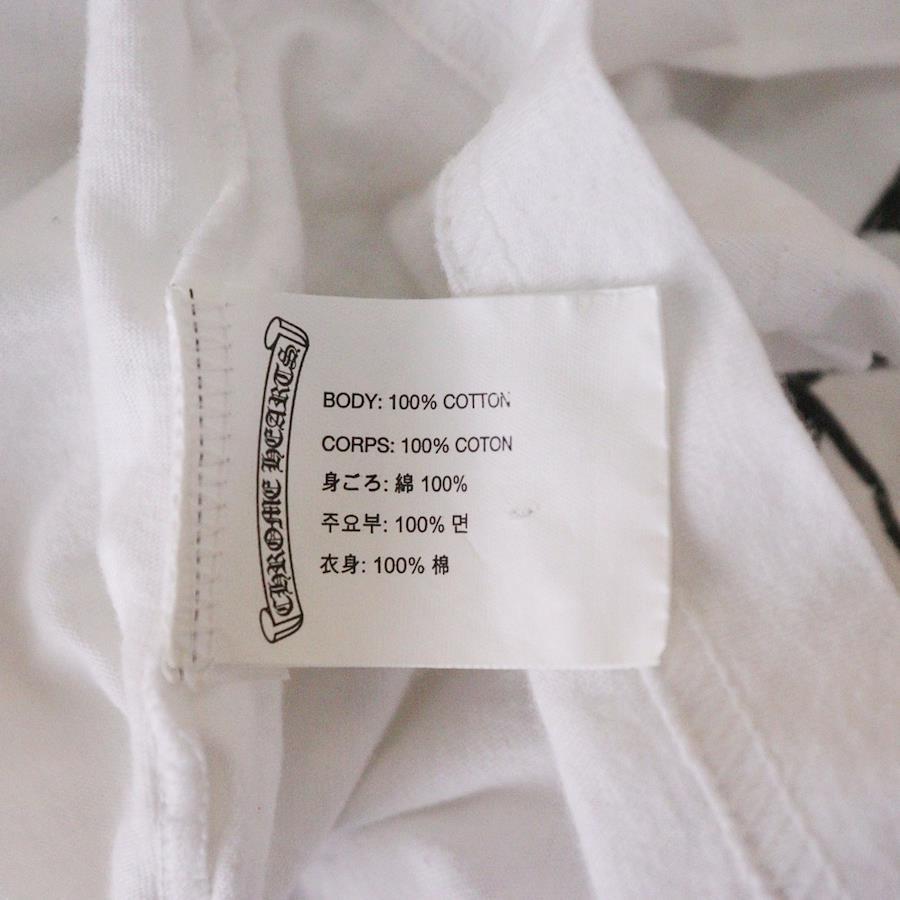 CHROME HEARTS
BODY: 100% COTTON
CORPS: 100% COTON
身ごろ: 綿 100%
주요부: 100% 면
衣身: 100% 棉